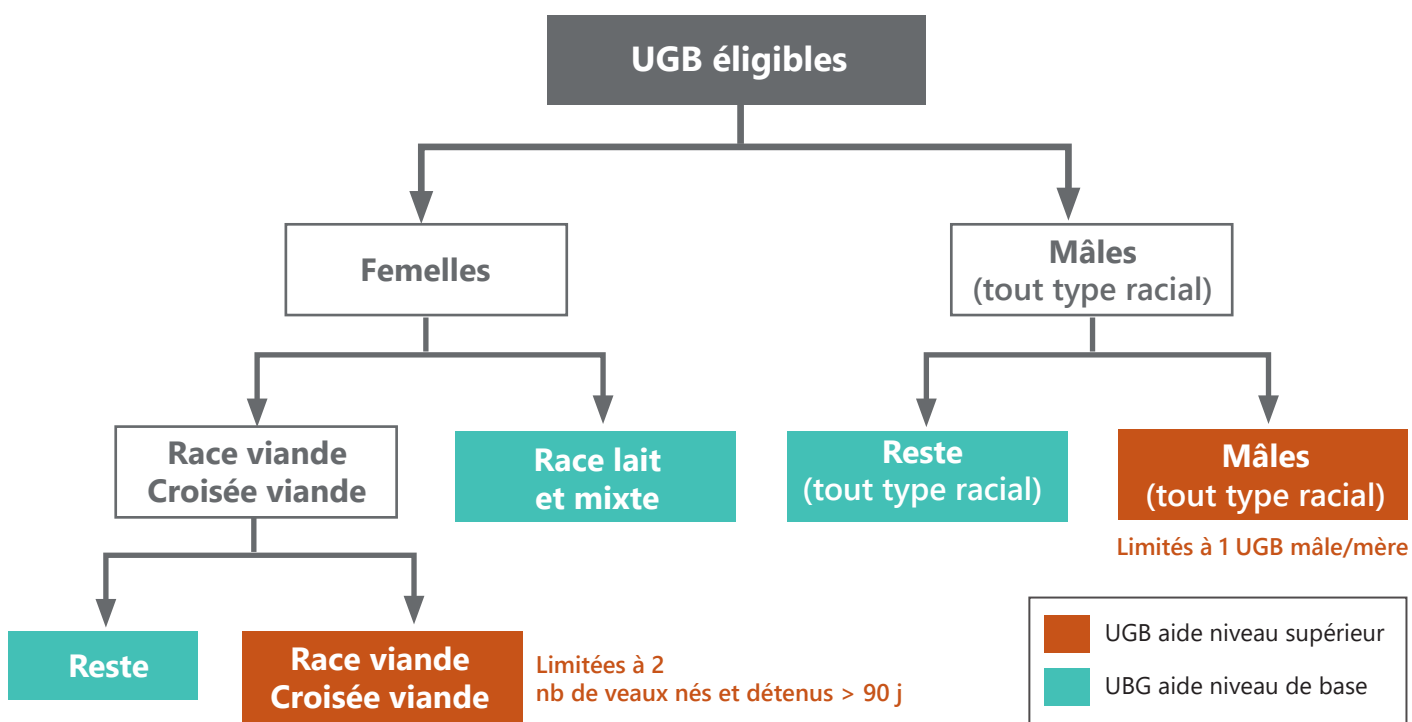 UGB éligibles
Femelles
Mâles
(tout type racial)
Race viande
Croisée viande
Race lait
et mixte
Reste
(tout type racial)
Mâles
(tout type racial)
Limités à 1 UGB mâle/mère
Reste
Race viande
Croisée viande
Limitées à 2
nb de veaux nés et détenus > 90 j
UGB aide niveau supérieur
UBG aide niveau de base